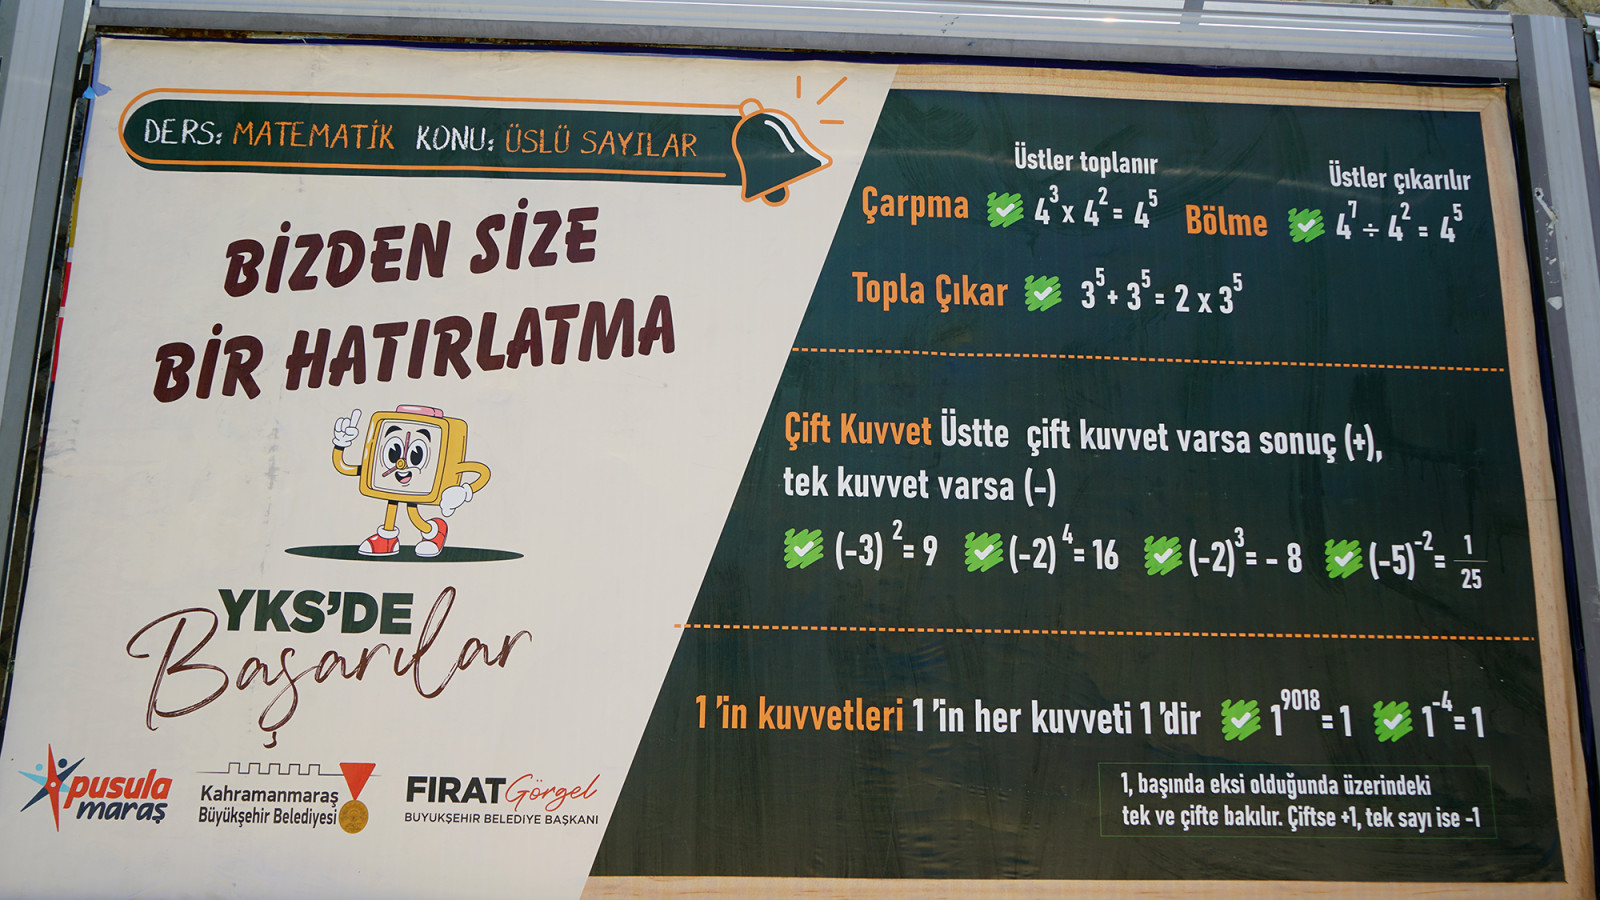 DERS: MATEMATİK KONU: ÜSLÜ SAYILAR
BİZDEN SİZE
BİR HATIRLATMA
YKS'DE
Başarılar
pusula
maraş
Kahramanmaraş
Büyükşehir Belediyesi
FIRAT Görgel
BÜYÜKŞEHİR BELEDİYE BAŞKANI
Üstler toplanır
Çarpma 4³ x 4² = 4⁵
Üstler çıkarılır
Bölme 4⁷ ÷ 4² = 4⁵
Topla Çıkar 3⁵ + 3⁵ = 2 x 3⁵
Çift Kuvvet Üstte çift kuvvet varsa sonuç (+),
tek kuvvet varsa (-)
(-3)² = 9 (-2)⁴ = 16 (-2)³ = - 8 (-5)⁻² = 1/25
1'in kuvvetleri 1'in her kuvveti 1'dir 1⁹⁰¹⁸ = 1 1⁻⁴ = 1
1, başında eksi olduğunda üzerindeki
tek ve çifte bakılır. Çiftse +1, tek sayı ise -1